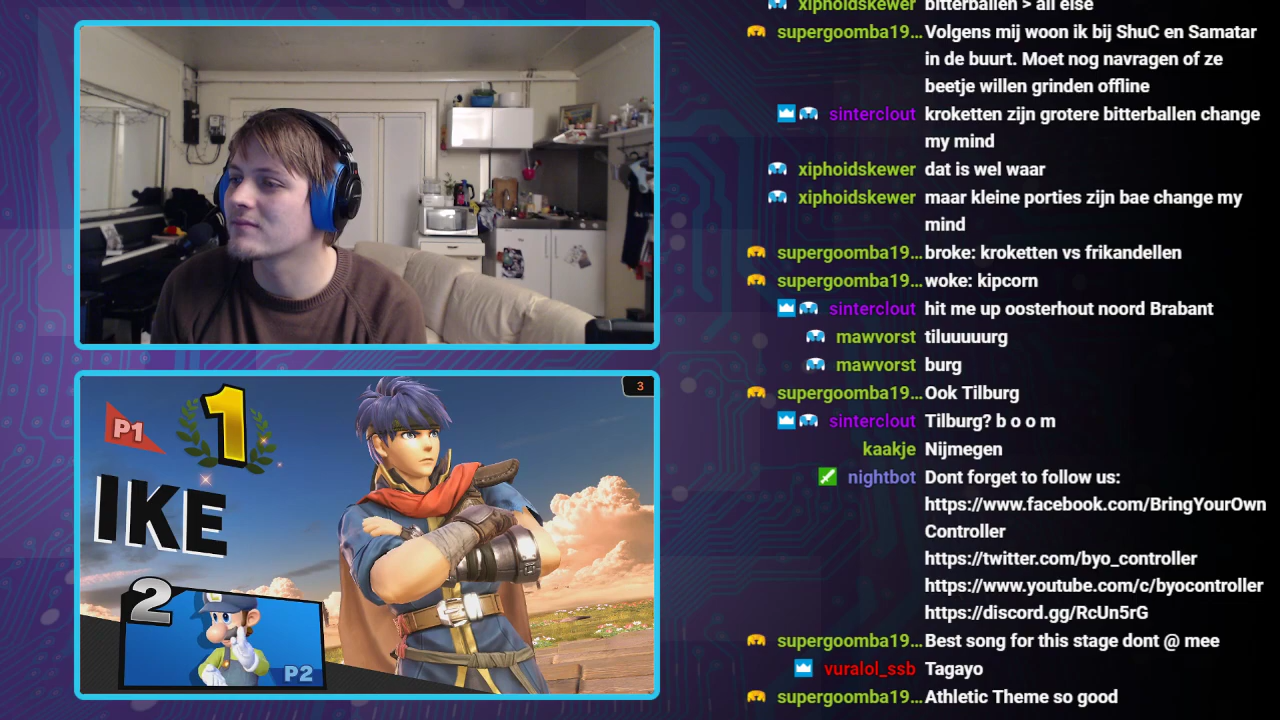 P1
1
3
IKE
2
P2
xiphoidskewer bitterballen > all else
supergoomba19... Volgens mij woon ik bij ShuC en Samatar
in de buurt. Moet nog navragen of ze
beetje willen grinden offline
sinterclout kroketten zijn grotere bitterballen change
my mind
xiphoidskewer dat is wel waar
xiphoidskewer maar kleine porties zijn bae change my
mind
supergoomba19... broke: kroketten vs frikandellen
supergoomba19... woke: kipcorn
sinterclout hit me up oosterhout noord Brabant
mawvorst tiluuuuurg
mawvorst burg
supergoomba19... Ook Tilburg
sinterclout Tilburg? b o o m
kaakje Nijmegen
nightbot Dont forget to follow us:
https://www.facebook.com/BringYourOwn
Controller
https://twitter.com/byo_controller
https://www.youtube.com/c/byocontroller
https://discord.gg/RcUn5rG
supergoomba19... Best song for this stage dont @ mee
vuralol_ssb Tagayo
supergoomba19... Athletic Theme so good